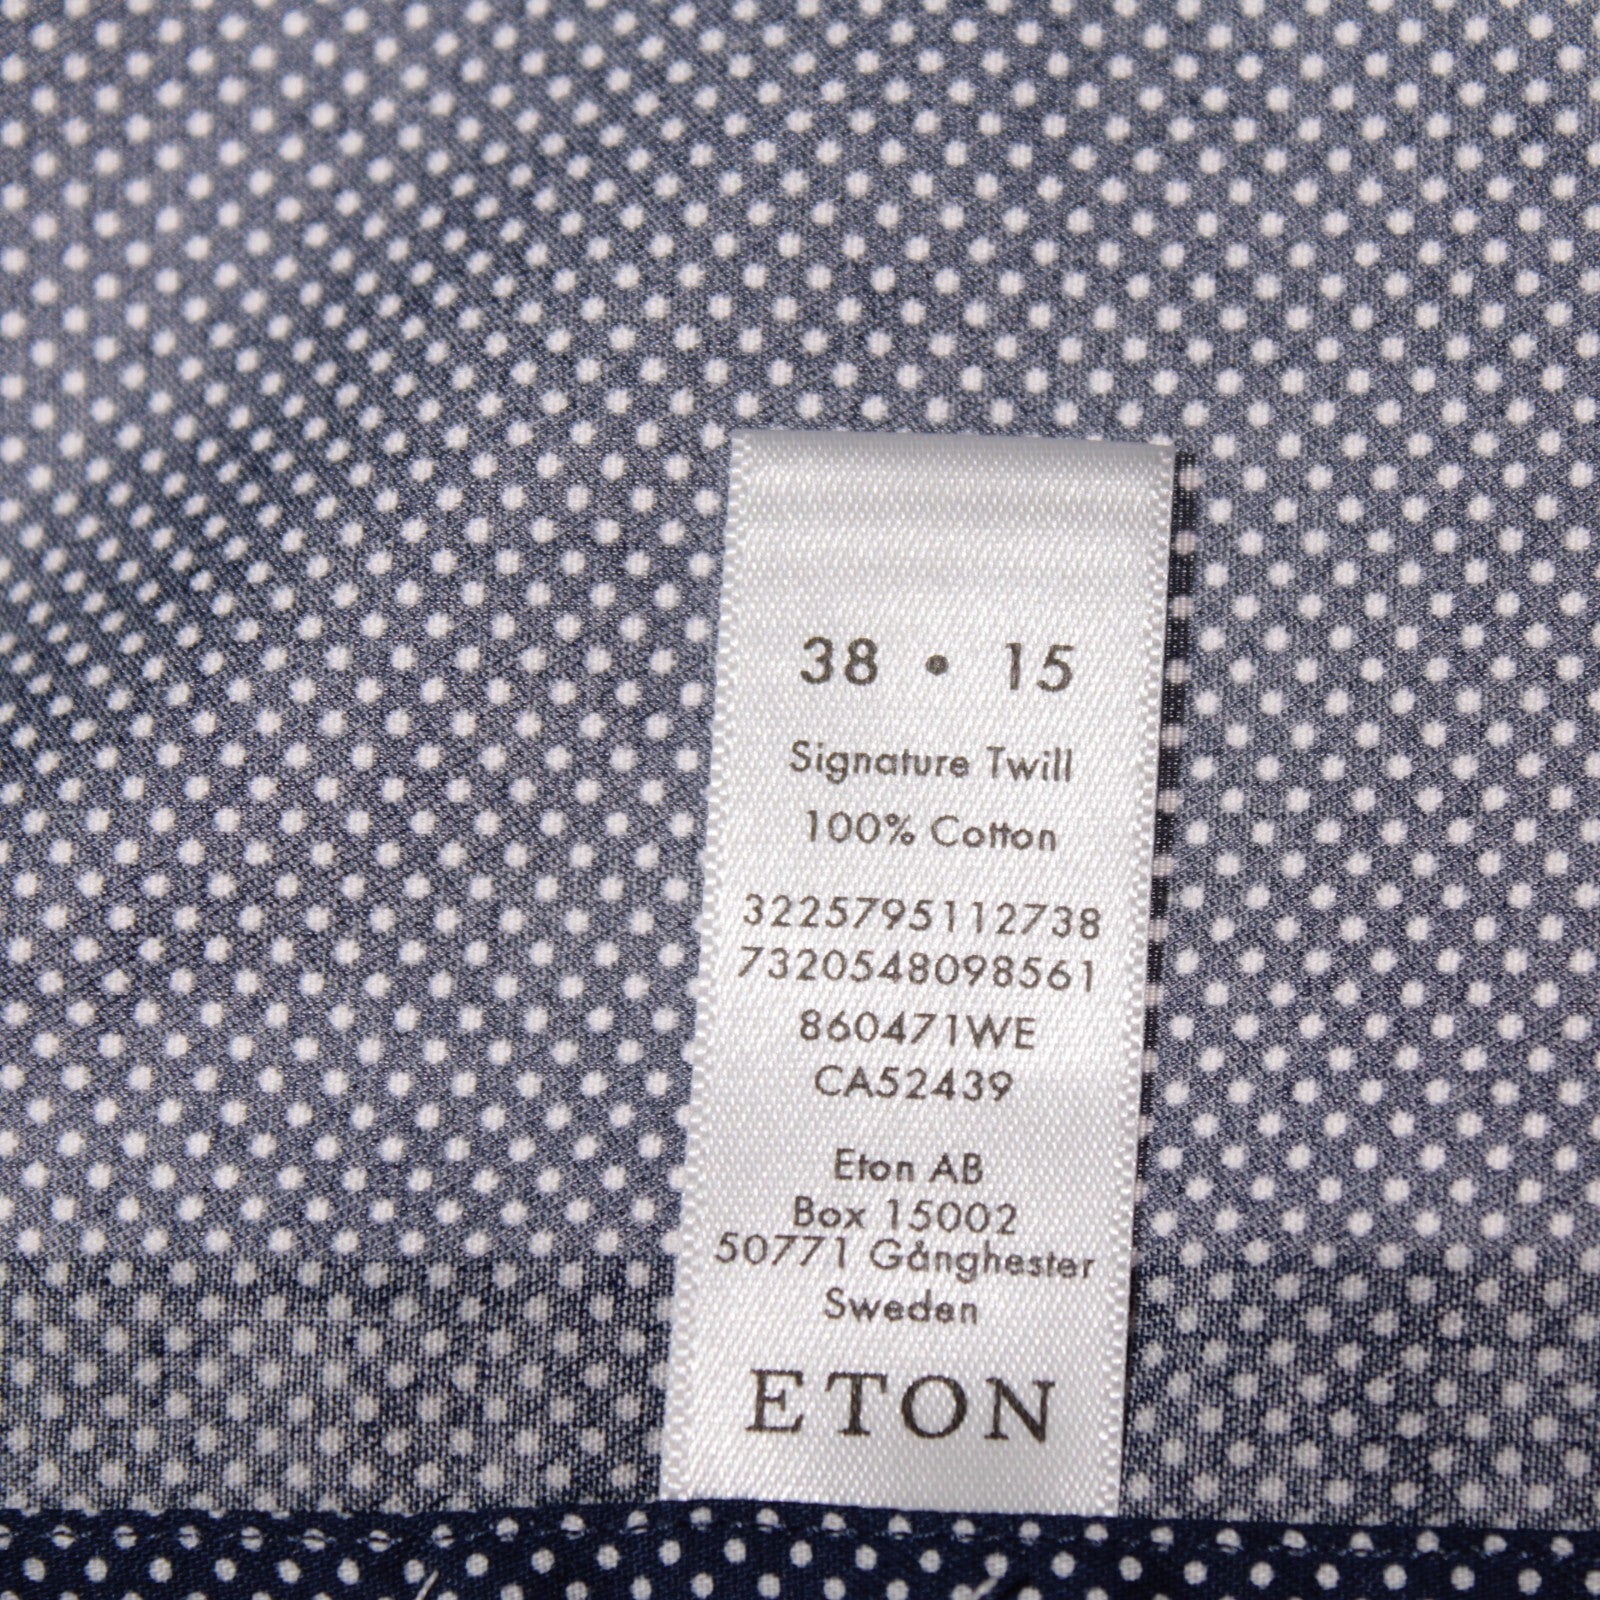 38 • 15
Signature Twill
100% Cotton
3225795112738
7320548098561
860471WE
CA52439
Eton AB
Box 15002
50771 Gånghester
Sweden
ETON